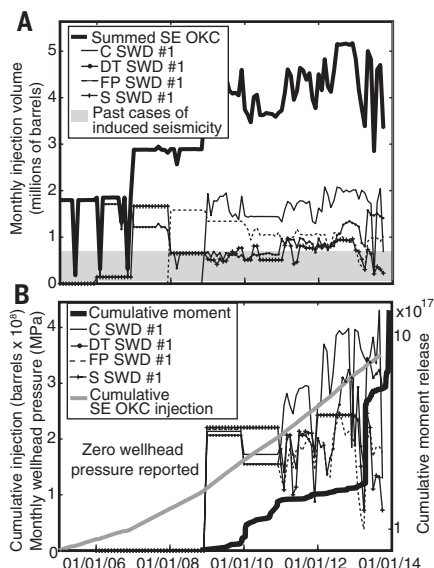 A
Monthly injection volume
(millions of barrels)
5
4
3
2
1
0
Summed SE OKC
C SWD #1
DT SWD #1
FP SWD #1
S SWD #1
Past cases of
induced seismicity
B
Cumulative injection (barrels x 10⁸)
Monthly wellhead pressure (MPa)
4
3
2
1
0
Cumulative moment
C SWD #1
DT SWD #1
FP SWD #1
S SWD #1
Cumulative
SE OKC injection
Zero wellhead
pressure reported
x10¹⁷
10
1
Cumulative moment release
01/01/06
01/01/08
01/01/10
01/01/12
01/01/14